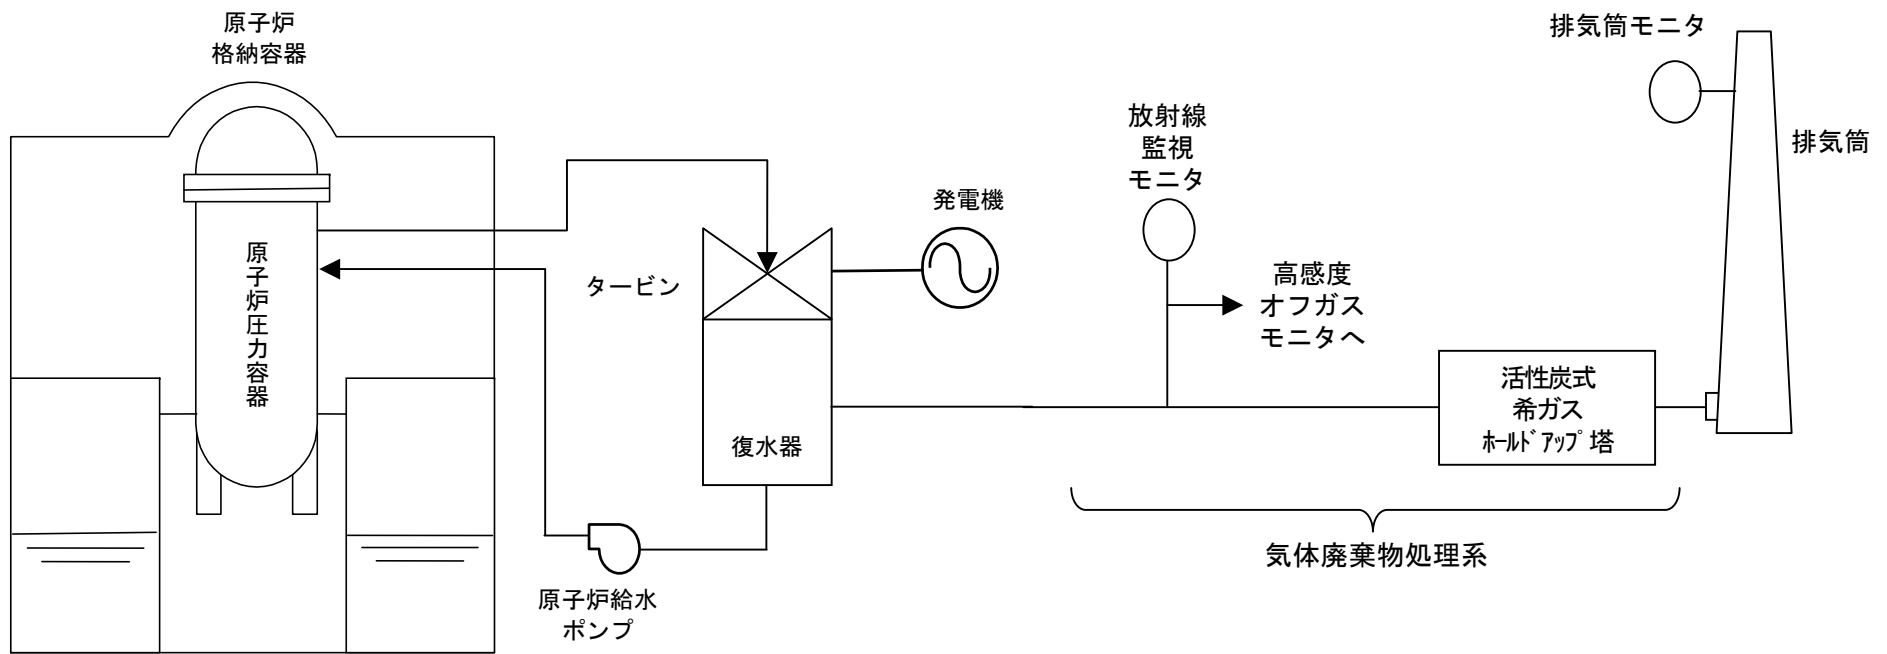 原子炉
格納容器
原子炉圧力容器
タービン
発電機
復水器
原子炉給水
ポンプ
放射線
監視
モニタ
高感度
オフガス
モニタへ
活性炭式
希ガス
ﾎｰﾙﾄﾞｱｯﾌﾟ塔
気体廃棄物処理系
排気筒モニタ
排気筒